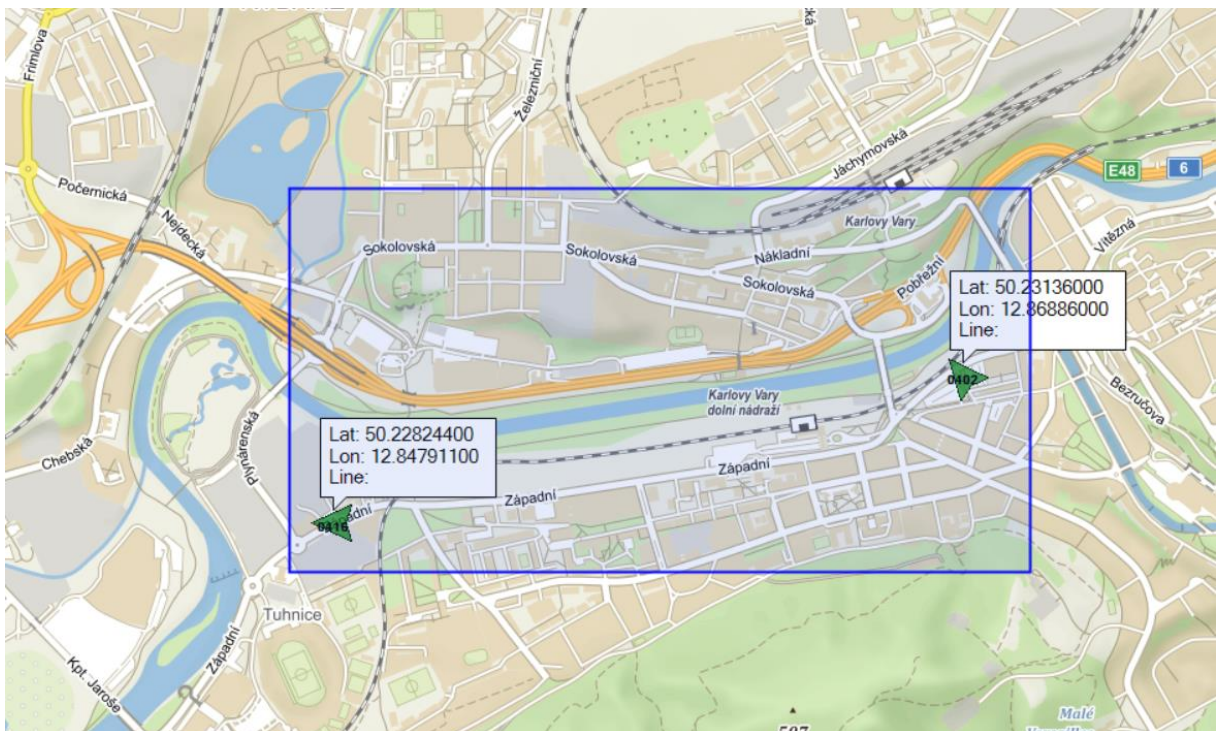 Frimlova
Železniční
Jáchymovská
E48
6
Počernická
Nejdecká
Karlovy Vary
Vítězná
Sokolovská
Sokolovská
Nákladní
Sokolovská
Pobřežní
Lat: 50.23136000
Lon: 12.86886000
Line:
0402
Karlovy Vary
dolní nádraží
Bezručova
Plynárenská
Chebská
Lat: 50.22824400
Lon: 12.84791100
Line:
0416
Západní
Západní
Tuhnice
Západní
Kpt. Jaroše
Malé